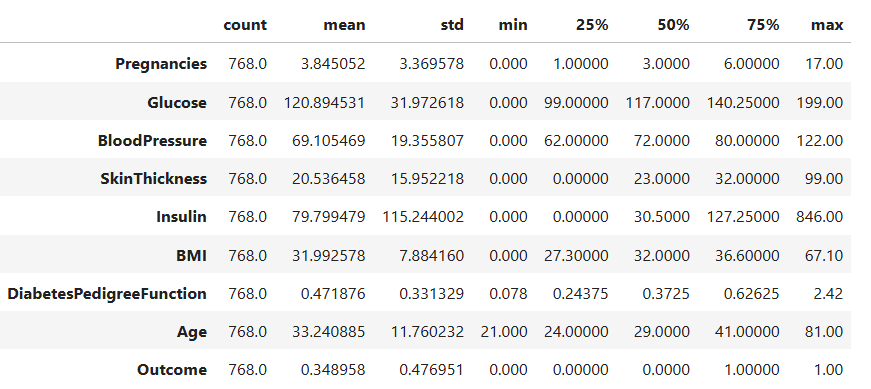 count mean std min 25% 50% 75% max
Pregnancies 768.0 3.845052 3.369578 0.000 1.00000 3.0000 6.00000 17.00
Glucose 768.0 120.894531 31.972618 0.000 99.00000 117.0000 140.25000 199.00
BloodPressure 768.0 69.105469 19.355807 0.000 62.00000 72.0000 80.00000 122.00
SkinThickness 768.0 20.536458 15.952218 0.000 0.00000 23.0000 32.00000 99.00
Insulin 768.0 79.799479 115.244002 0.000 0.00000 30.5000 127.25000 846.00
BMI 768.0 31.992578 7.884160 0.000 27.30000 32.0000 36.60000 67.10
DiabetesPedigreeFunction 768.0 0.471876 0.331329 0.078 0.24375 0.3725 0.62625 2.42
Age 768.0 33.240885 11.760232 21.000 24.00000 29.0000 41.00000 81.00
Outcome 768.0 0.348958 0.476951 0.000 0.00000 0.0000 1.00000 1.00